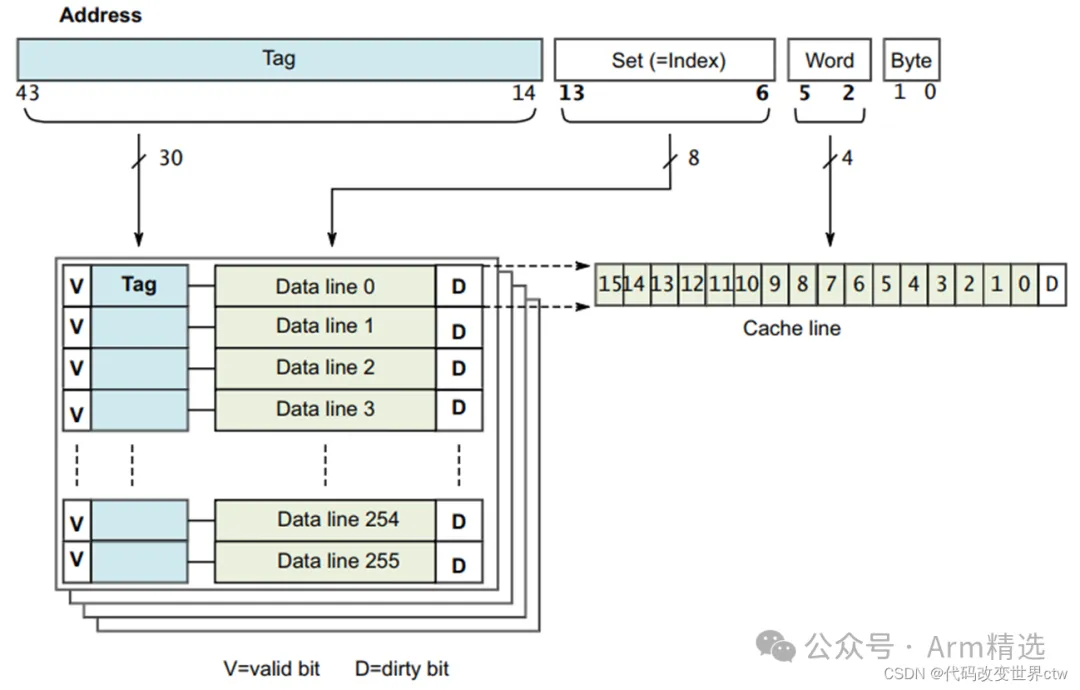 Address
Tag Set (=Index) Word Byte
43 14 13 6 5 2 1 0
30 8 4
V Tag Data line 0 D 15 14 13 12 11 10 9 8 7 6 5 4 3 2 1 0 D
V Data line 1 D
Cache line
V Data line 2 D
V Data line 3 D
V Data line 254 D
V Data line 255 D
V=valid bit D=dirty bit
公众号 · Arm精选
CSDN @代码改变世界ctw